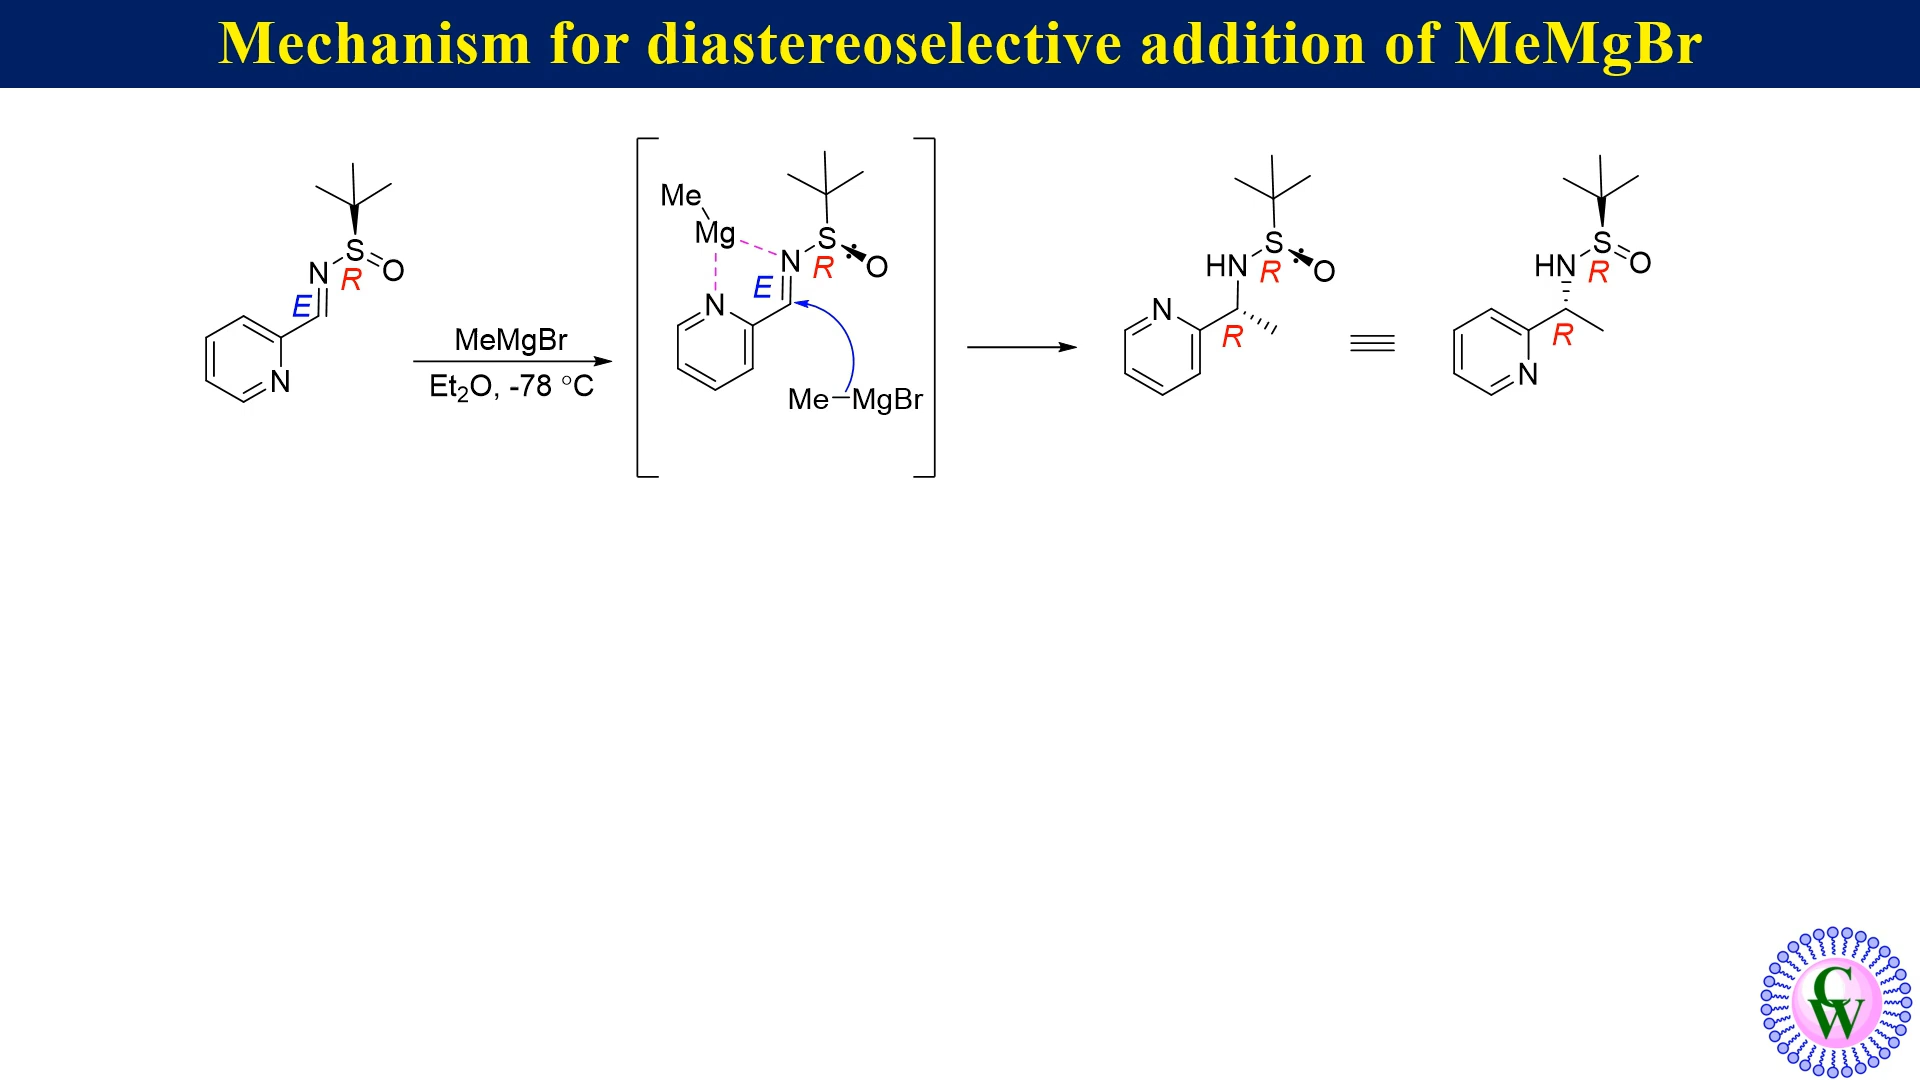 Mechanism for diastereoselective addition of MeMgBr
S
O
N
R
E
N
MeMgBr
Et₂O, -78 °C
Me
Mg
S
O
N
R
E
N
Me
MgBr
S
O
HN
R
N
R
S
O
HN
R
R
N
C
W